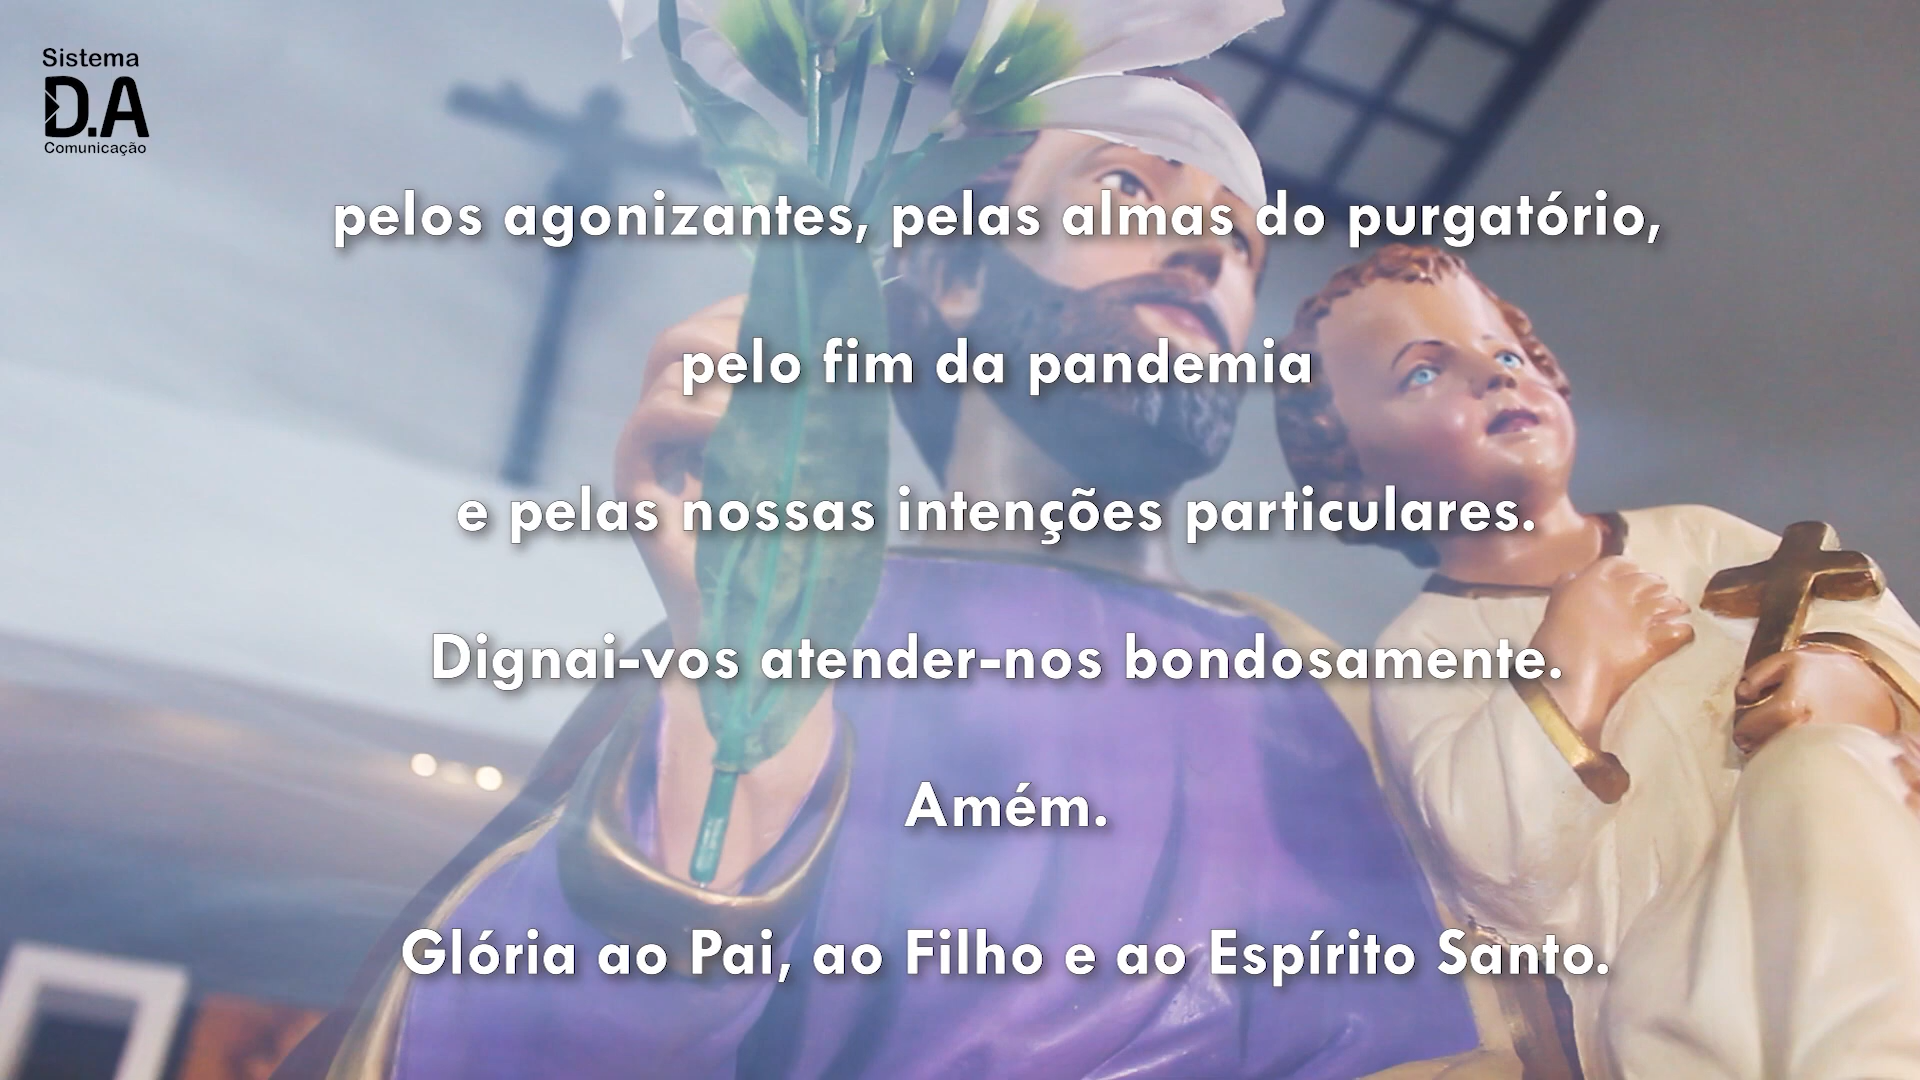 Sistema
D.A
Comunicação
pelos agonizantes, pelas almas do purgatório,
pelo fim da pandemia
e pelas nossas intenções particulares.
Dignai-vos atender-nos bondosamente.
Amém.
Glória ao Pai, ao Filho e ao Espírito Santo.